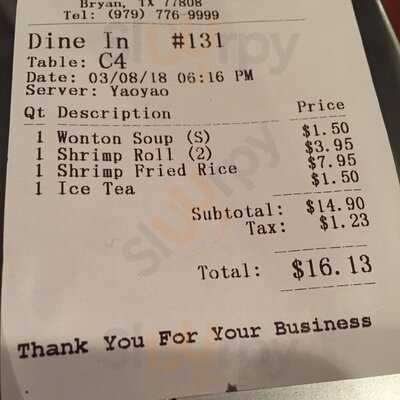 Bryan, TX 77808
Tel: (979) 776-9999
Dine In #131
Table: C4
Date: 03/08/18 06:16 PM
Server: Yaoyao
Qt Description Price
1 Wonton Soup (S) $1.50
1 Shrimp Roll (2) $3.95
1 Shrimp Fried Rice $7.95
1 Ice Tea $1.50
Subtotal: $14.90
Tax: $1.23
Total: $16.13
Thank You For Your Business
sluurpy
sluurpy
sluurpy